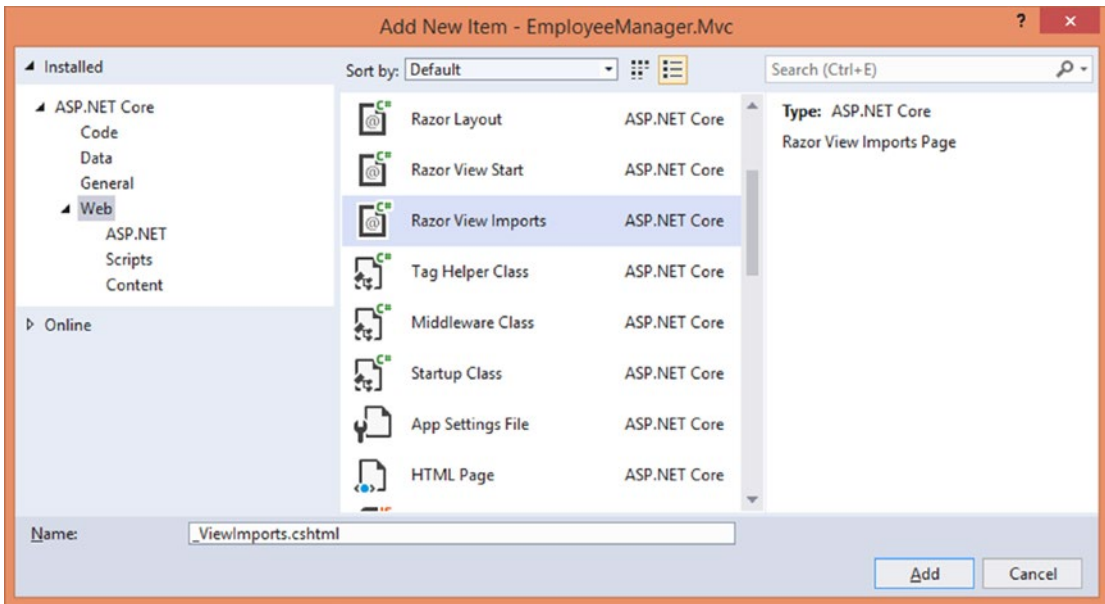 Add New Item - EmployeeManager.Mvc
? ×
Installed
Sort by: Default
Search (Ctrl+E)
ASP.NET Core
Code
Data
General
Web
ASP.NET
Scripts
Content
Online
C# @ Razor Layout ASP.NET Core
C# @ Razor View Start ASP.NET Core
C# @ Razor View Imports ASP.NET Core
C# Tag Helper Class ASP.NET Core
C# Middleware Class ASP.NET Core
C# Startup Class ASP.NET Core
App Settings File ASP.NET Core
HTML Page ASP.NET Core
Type: ASP.NET Core
Razor View Imports Page
Name: _ViewImports.cshtml
Add Cancel